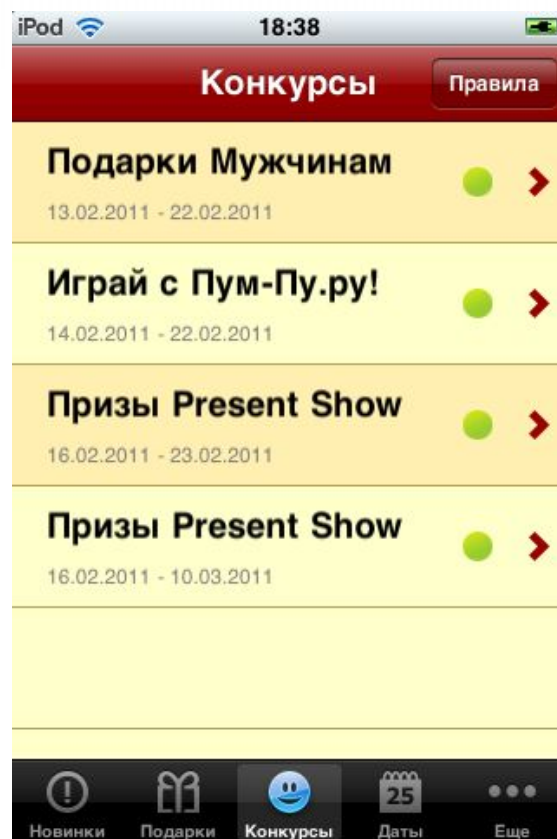 iPod 18:38
Конкурсы Правила
Подарки Мужчинам
13.02.2011 - 22.02.2011
Играй с Пум-Пу.ру!
14.02.2011 - 22.02.2011
Призы Present Show
16.02.2011 - 23.02.2011
Призы Present Show
16.02.2011 - 10.03.2011
25
Новинки Подарки Конкурсы Даты Еще